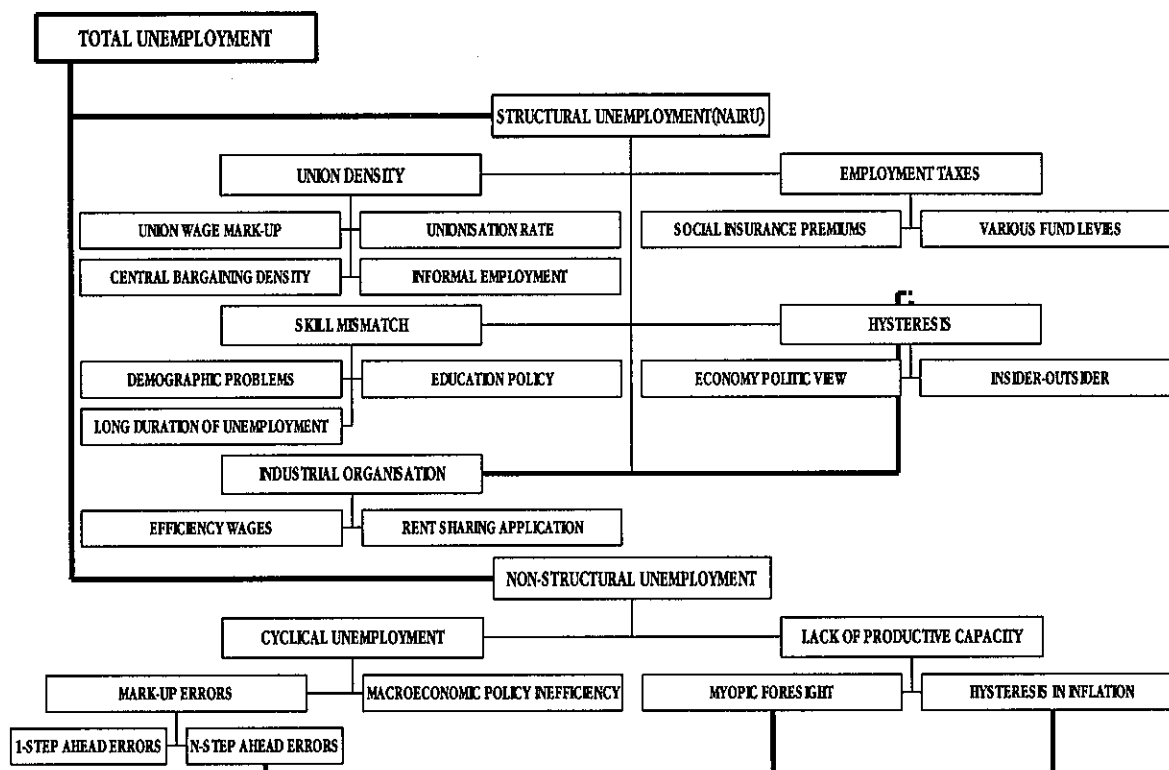 TOTAL UNEMPLOYMENT
STRUCTURAL UNEMPLOYMENT(NAIRU)
UNION DENSITY
EMPLOYMENT TAXES
UNION WAGE MARK-UP
UNIONISATION RATE
SOCIAL INSURANCE PREMIUMS
VARIOUS FUND LEVIES
CENTRAL BARGAINING DENSITY
INFORMAL EMPLOYMENT
SKILL MISMATCH
HYSTERESIS
DEMOGRAPHIC PROBLEMS
EDUCATION POLICY
ECONOMY POLITIC VIEW
INSIDER-OUTSIDER
LONG DURATION OF UNEMPLOYMENT
INDUSTRIAL ORGANISATION
EFFICIENCY WAGES
RENT SHARING APPLICATION
NON-STRUCTURAL UNEMPLOYMENT
CYCLICAL UNEMPLOYMENT
LACK OF PRODUCTIVE CAPACITY
MARK-UP ERRORS
MACROECONOMIC POLICY INEFFICIENCY
MYOPIC FORESIGHT
HYSTERESIS IN INFLATION
1-STEP AHEAD ERRORS
N-STEP AHEAD ERRORS